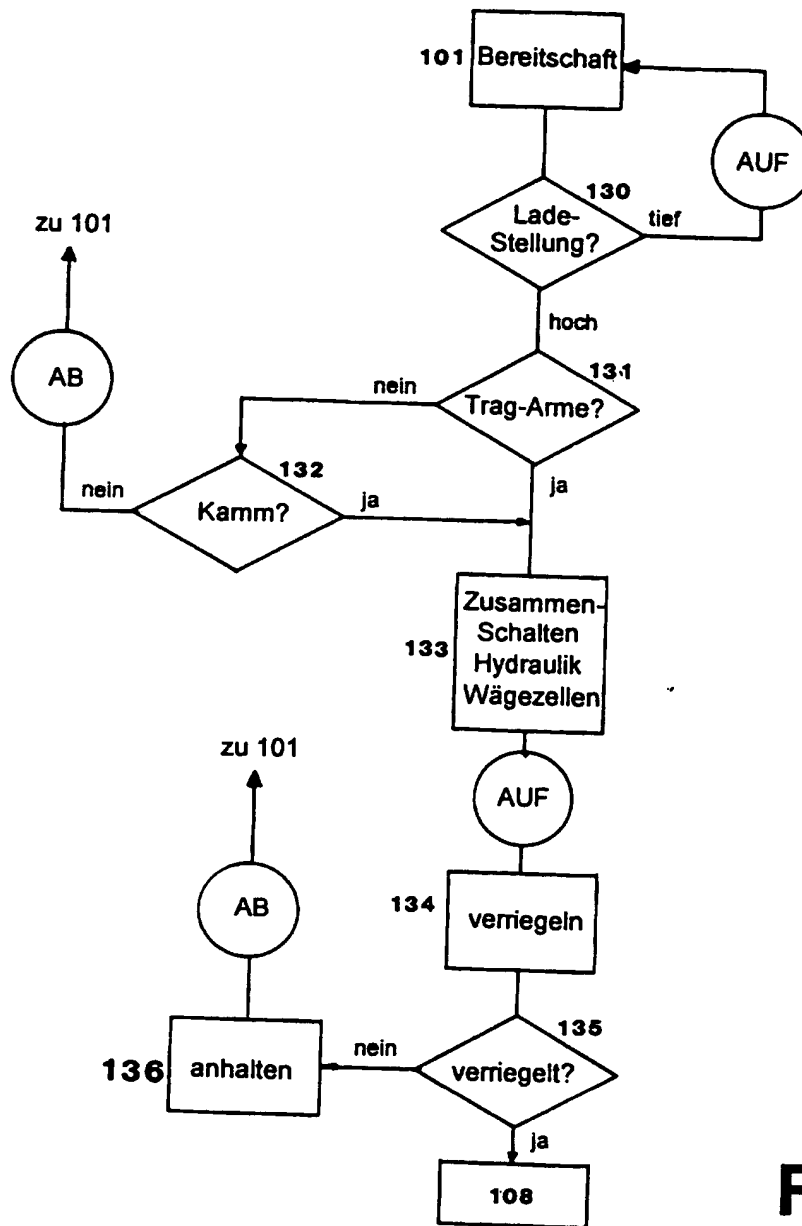 101 Bereitschaft
AUF
130
Lade-
Stellung?
tief
hoch
zu 101
AB
131
Trag-Arme?
nein
ja
132
Kamm?
nein
ja
133
Zusammen-
Schalten
Hydraulik
Wägezellen
AUF
zu 101
AB
134
verriegeln
135
verriegelt?
nein
136
anhalten
ja
108